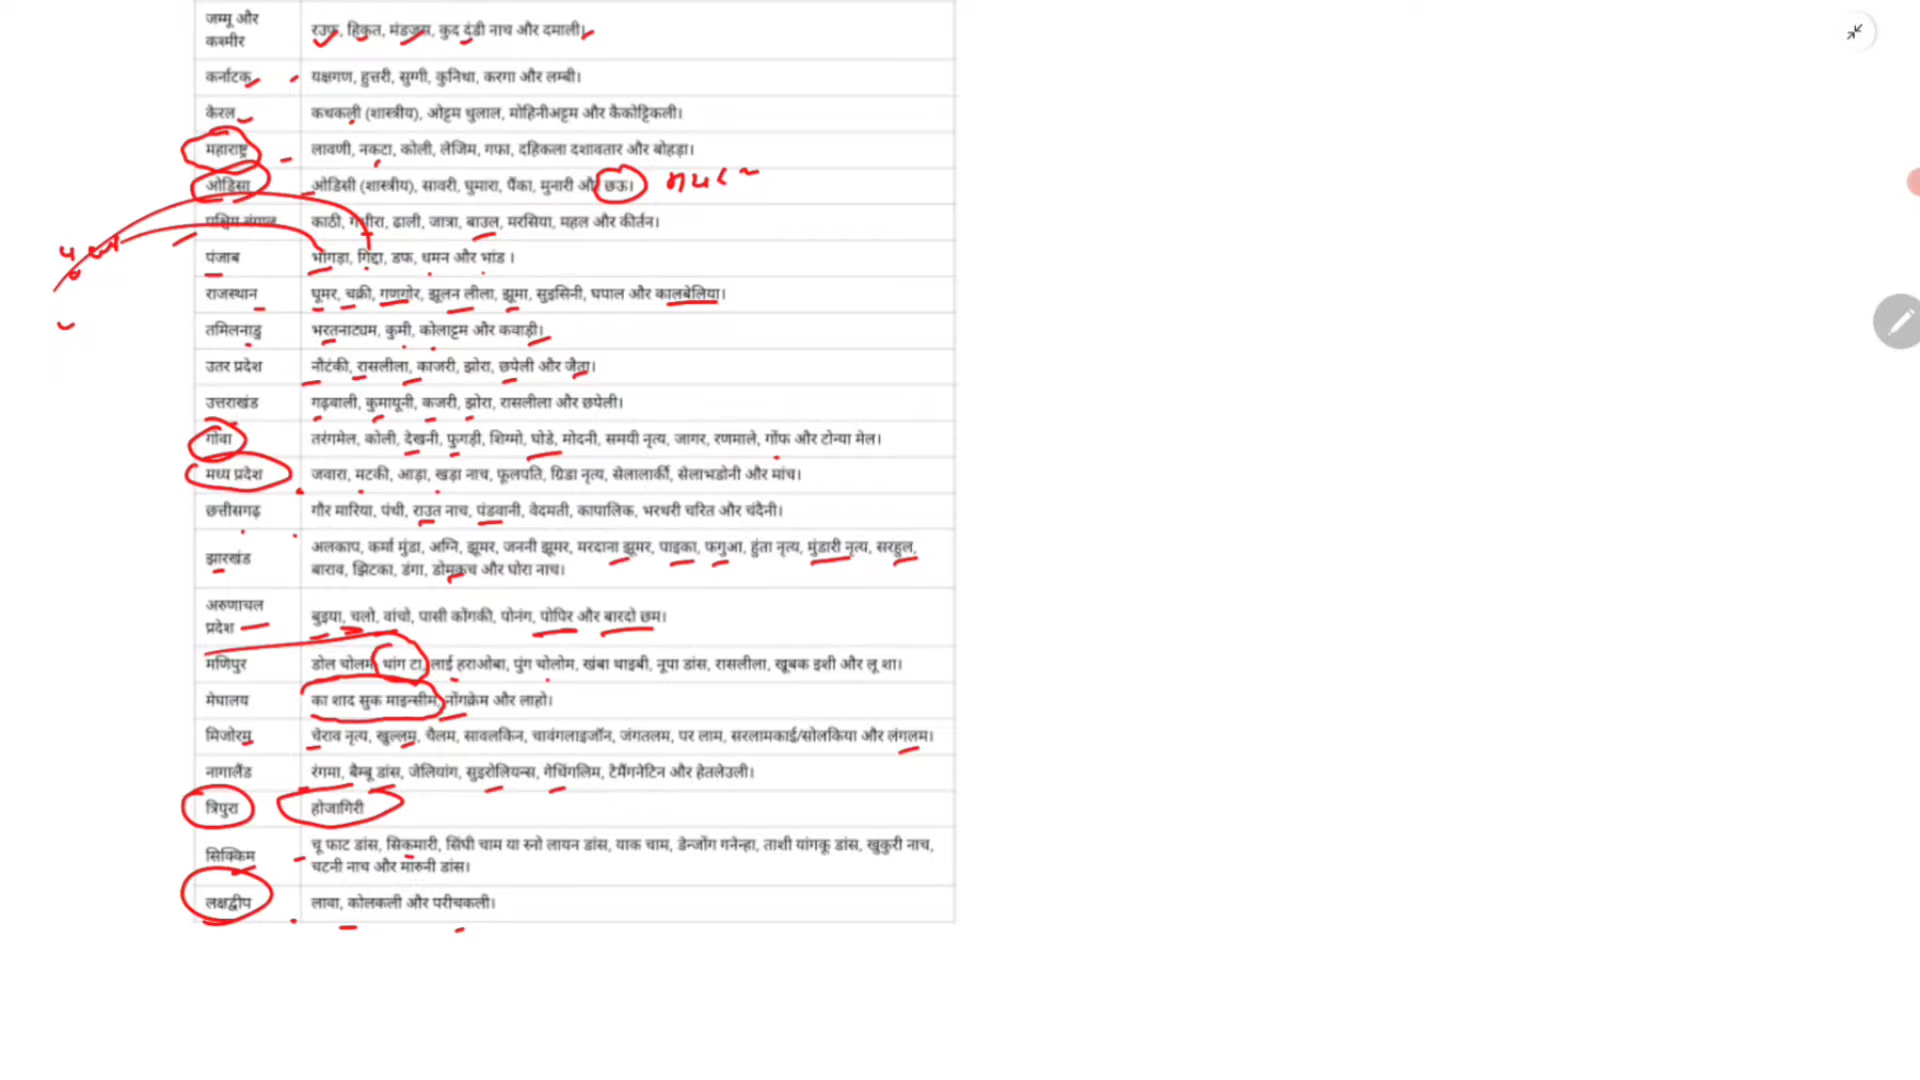 जम्मू और
कश्मीर
रउफ, हिकत, मंडजस, कुद दंडी नाच और दमाली।
कर्नाटक यक्षगण, हुत्तरी, सुग्गी, कुनिथा, करगा और लम्बी।
केरल कथकली (शास्त्रीय), ओट्टम थुलाल, मोहिनीअट्टम और कैकोट्टिकली।
महाराष्ट्र लावणी, नकटा, कोली, लेजिम, गफा, दहिकला दशावतार और बोहड़ा।
ओडिसा ओडिसी (शास्त्रीय), सावरी, घुमारा, पैंका, मुनारी और छऊ।
पश्चिम बंगाल काठी, गंभीरा, ढाली, जात्रा, बाउल, मरसिया, महल और कीर्तन।
पंजाब भांगड़ा, गिद्दा, डफ, धमन और भांड ।
राजस्थान घूमर, चक्री, गणगोर, झूलन लीला, झूमा, सुइसिनी, घपाल और कालबेलिया।
तमिलनाडु भरतनाट्यम, कुमी, कोलाट्टम और कवाड़ी।
उतर प्रदेश नौटंकी, रासलीला, काजरी, झोरा, छपेली और जैता।
उत्तराखंड गढ़वाली, कुमायूनी, कजरी, झोरा, रासलीला और छपेली।
गोवा तरंगमेल, कोली, देखनी, फुगड़ी, शिग्मो, घोडे, मोदनी, समयी नृत्य, जागर, रणमाले, गोंफ और टोन्या मेल।
मध्य प्रदेश जवारा, मटकी, आड़ा, खड़ा नाच, फूलपति, ग्रिडा नृत्य, सेलालार्की, सेलाभडोनी और मांच।
छत्तीसगढ़ गौर मारिया, पंथी, राउत नाच, पंडवानी, वेदमती, कापालिक, भरथरी चरित और चंदैनी।
झारखंड
अलकाप, कर्मा मुंडा, अग्नि, झूमर, जननी झूमर, मरदाना झूमर, पाइका, फगुआ, हुंता नृत्य, मुंडारी नृत्य, सरहुल,
बाराव, झिटका, डंगा, डोमकच और घोरा नाच।
अरुणाचल
प्रदेश
बुइया, चलो, वांचो, पासी कोंगकी, पोनंग, पोपिर और बारदो छम।
मणिपुर डोल चोलम, थांग टा, लाई हराओबा, पुंग चोलोम, खंबा थाइबी, नूपा डांस, रासलीला, खूबक इशी और लू शा।
मेघालय का शाद सुक माइन्सीम, नोंगक्रेम और लाहो।
मिजोरम चेराव नृत्य, खुल्लम, चैलम, सावलकिन, चावंगलाइजॉन, जंगतलम, पर लाम, सरलामकाई/सोलकिया और लंगलम।
नागालैंड रंगमा, बैम्बू डांस, जेलियांग, सुइरोलियन्स, गेथिंगलिम, टेमैंगनेटिन और हेतलेउली।
त्रिपुरा होजागिरी
सिक्किम
चू फाट डांस, सिकमारी, सिंघी चाम या स्नो लायन डांस, याक चाम, डेन्जोंग गनेन्हा, ताशी यांगकू डांस, खुकुरी नाच,
चटनी नाच और मारुनी डांस।
लक्षद्वीप लावा, कोलकली और परीचकली।